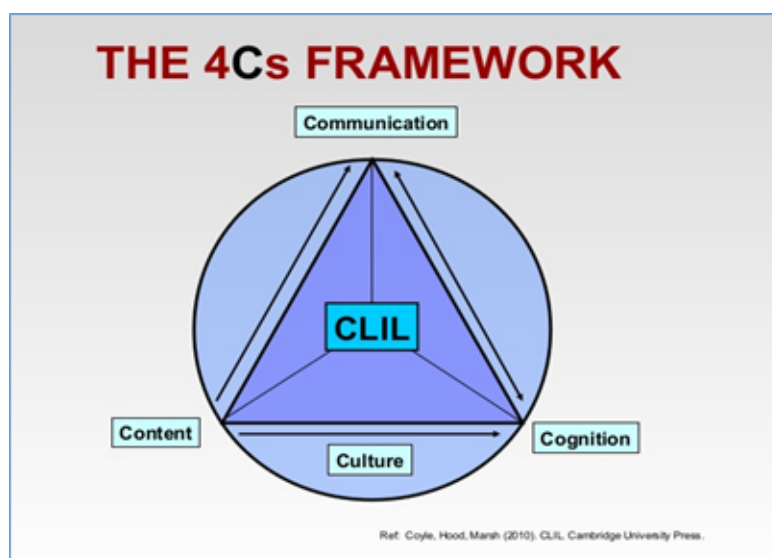 THE 4Cs FRAMEWORK
Communication
CLIL
Content
Culture
Cognition
Ref: Coyle, Hood, Marsh (2010). CLIL. Cambridge University Press.